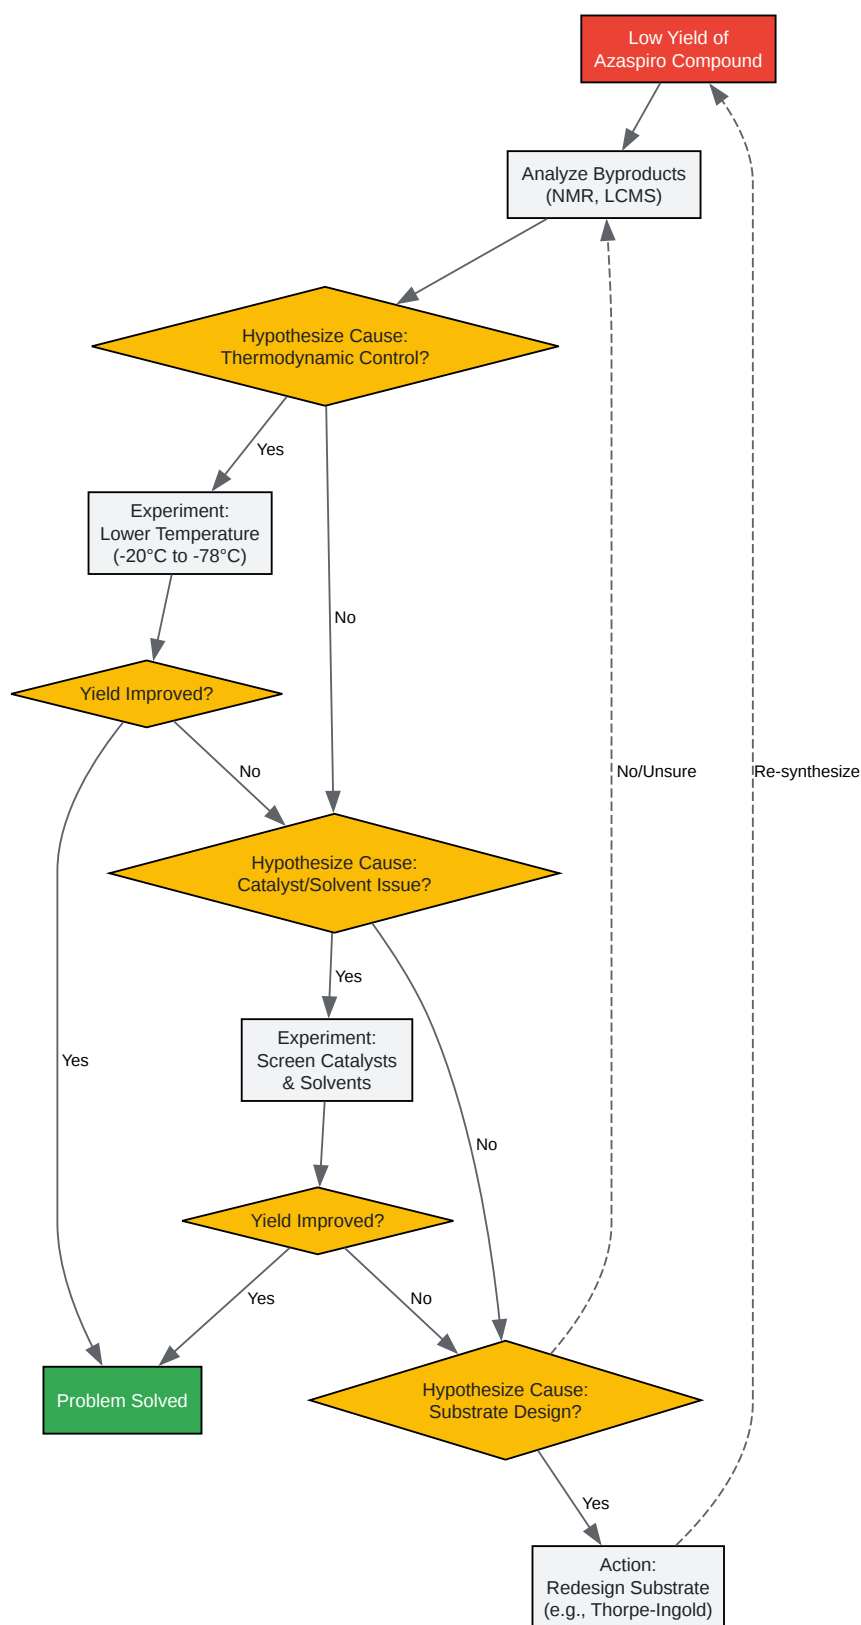 Low Yield of
Azaspiro Compound
Analyze Byproducts
(NMR, LCMS)
Hypothesize Cause:
Thermodynamic Control?
Yes
Experiment:
Lower Temperature
(-20°C to -78°C)
No
Yield Improved?
No
No/Unsure
Re-synthesize
Hypothesize Cause:
Catalyst/Solvent Issue?
Yes
Experiment:
Screen Catalysts
& Solvents
Yes
No
Yield Improved?
Yes
No
Problem Solved
Hypothesize Cause:
Substrate Design?
Yes
Action:
Redesign Substrate
(e.g., Thorpe-Ingold)